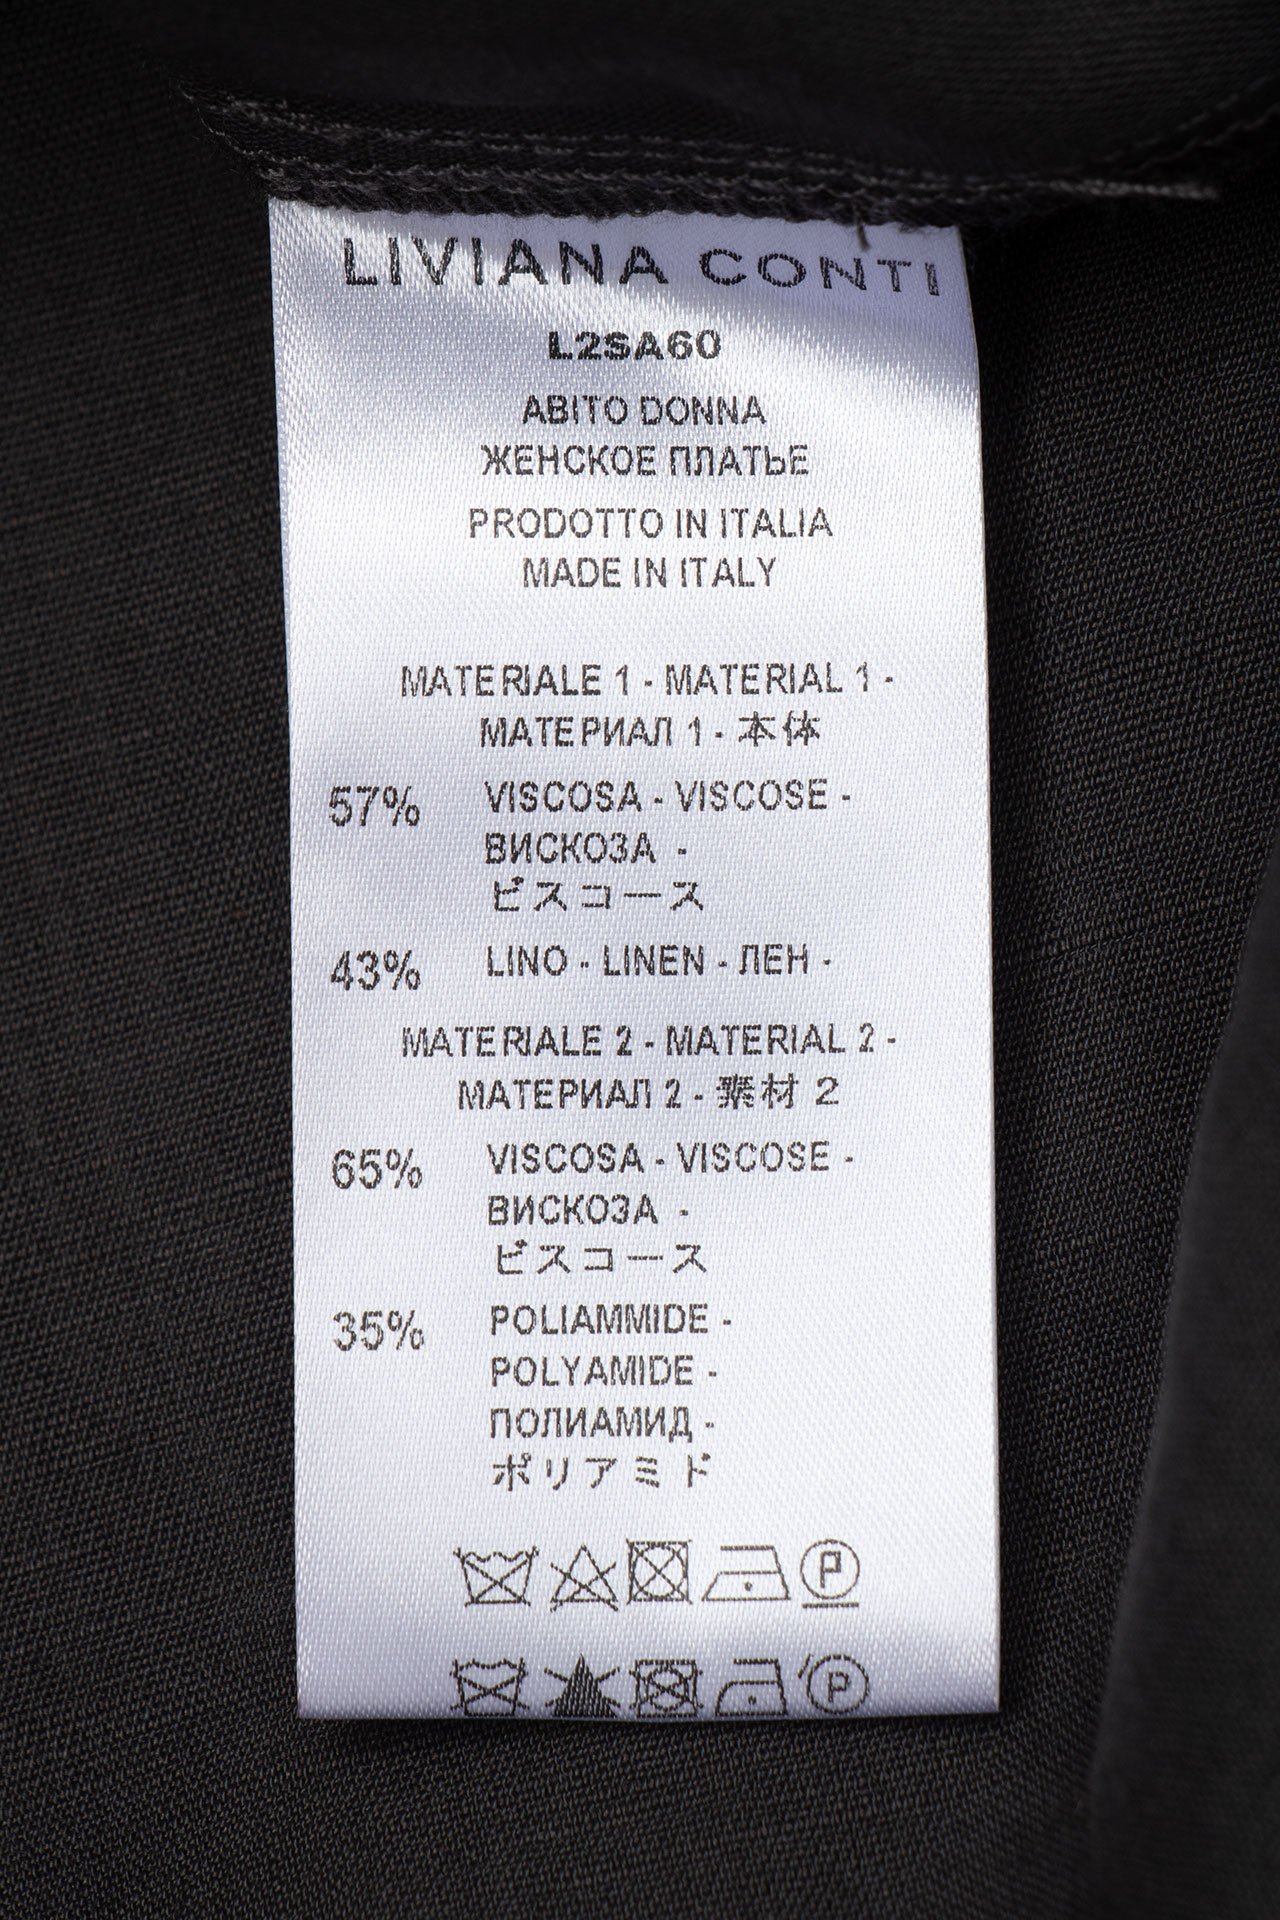 LIVIANA CONTI
L2SA60
ABITO DONNA
ЖЕНСКОЕ ПЛАТЬЕ
PRODOTTO IN ITALIA
MADE IN ITALY
MATERIALE 1 - MATERIAL 1 -
МАТЕРИАЛ 1 - 本体
57% VISCOSA - VISCOSE -
ВИСКОЗА -
ビスコース
43% LINO - LINEN - ЛЕН -
MATERIALE 2 - MATERIAL 2 -
МАТЕРИАЛ 2 - 素材２
65% VISCOSA - VISCOSE -
ВИСКОЗА -
ビスコース
35% POLIAMMIDE -
POLYAMIDE -
ПОЛИАМИД -
ポリアミド
P
P